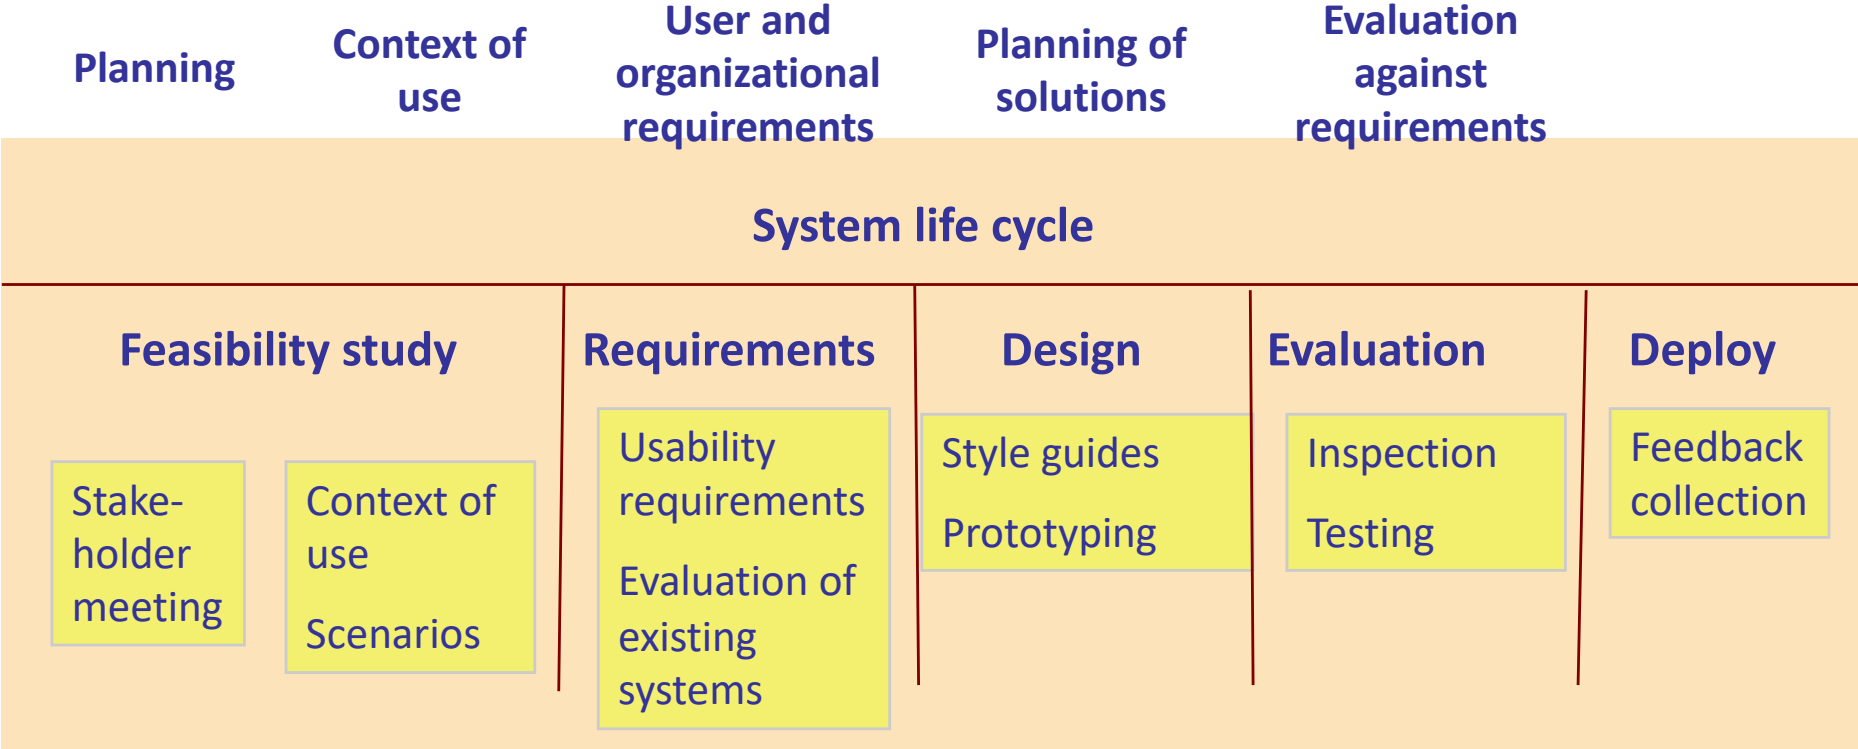 Planning
Context of
use
User and
organizational
requirements
Planning of
solutions
Evaluation
against
requirements
System life cycle
Feasibility study
Requirements
Design
Evaluation
Deploy
Stake-
holder
meeting
Context of
use
Scenarios
Usability
requirements
Evaluation of
existing
systems
Style guides
Prototyping
Inspection
Testing
Feedback
collection